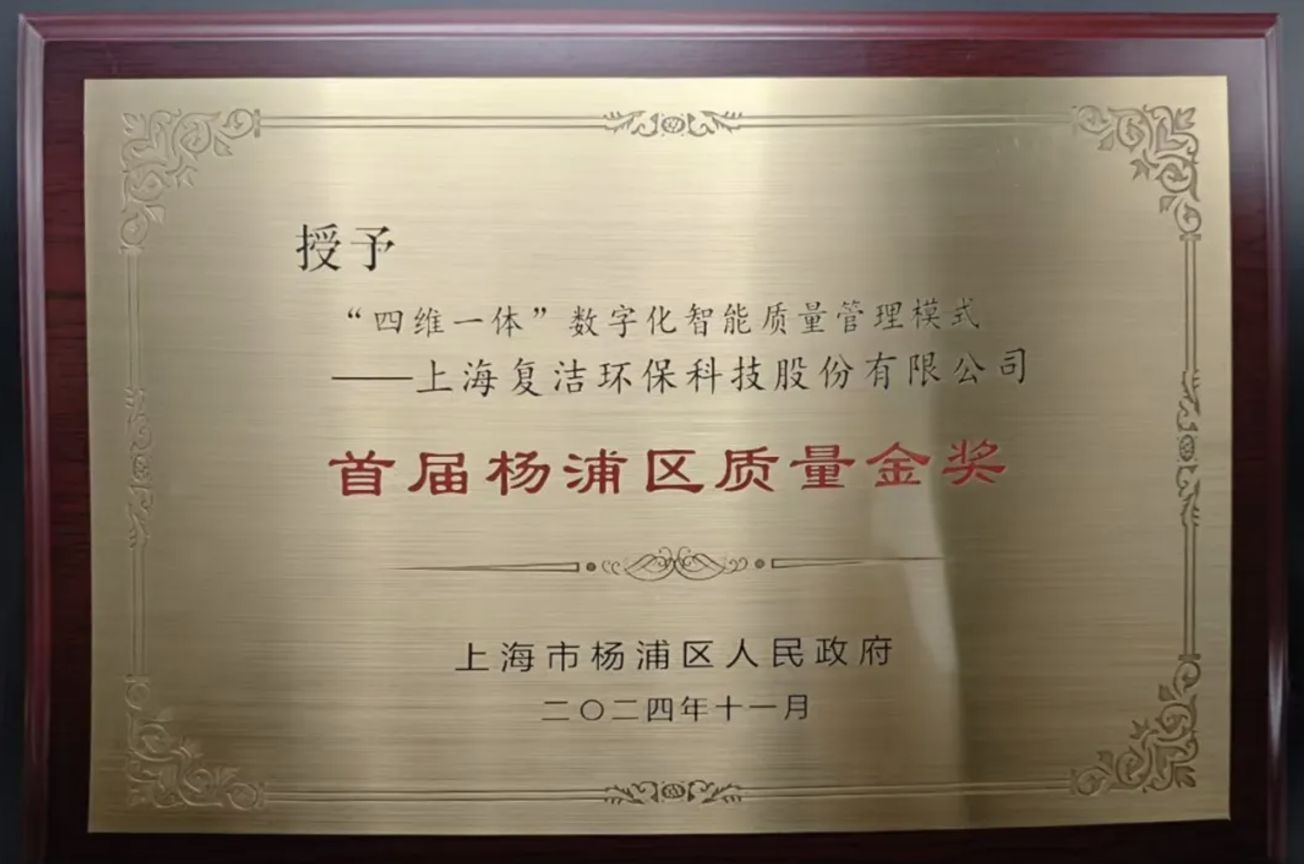 授予
“四维一体”数字化智能质量管理模式
——上海复洁环保科技股份有限公司
首届杨浦区质量金奖
上海市杨浦区人民政府
二〇二四年十一月